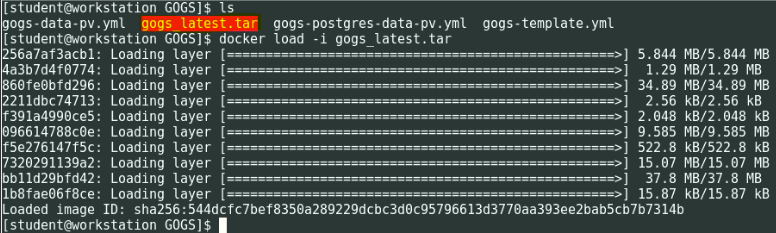 [student@workstation GOGS]$ ls
gogs-data-pv.yml  gogs_latest.tar  gogs-postgres-data-pv.yml  gogs-template.yml
[student@workstation GOGS]$ docker load -i gogs_latest.tar
256a7af3acb1: Loading layer [==================================================>] 5.844 MB/5.844 MB
4a3b7d4f0774: Loading layer [==================================================>]  1.29 MB/1.29 MB
860fe0bfd296: Loading layer [==================================================>] 34.89 MB/34.89 MB
2211dbc74713: Loading layer [==================================================>]  2.56 kB/2.56 kB
f391a4990ce5: Loading layer [==================================================>] 2.048 kB/2.048 kB
096614788c0e: Loading layer [==================================================>] 9.585 MB/9.585 MB
f5e276147f5c: Loading layer [==================================================>] 522.8 kB/522.8 kB
7320291139a2: Loading layer [==================================================>] 15.07 MB/15.07 MB
bb11d29bfd42: Loading layer [==================================================>]  37.8 MB/37.8 MB
1b8fae06f8ce: Loading layer [==================================================>] 15.87 kB/15.87 kB
Loaded image ID: sha256:544dcfc7bef8350a289229dcbc3d0c95796613d3770aa393ee2bab5cb7b7314b
[student@workstation GOGS]$